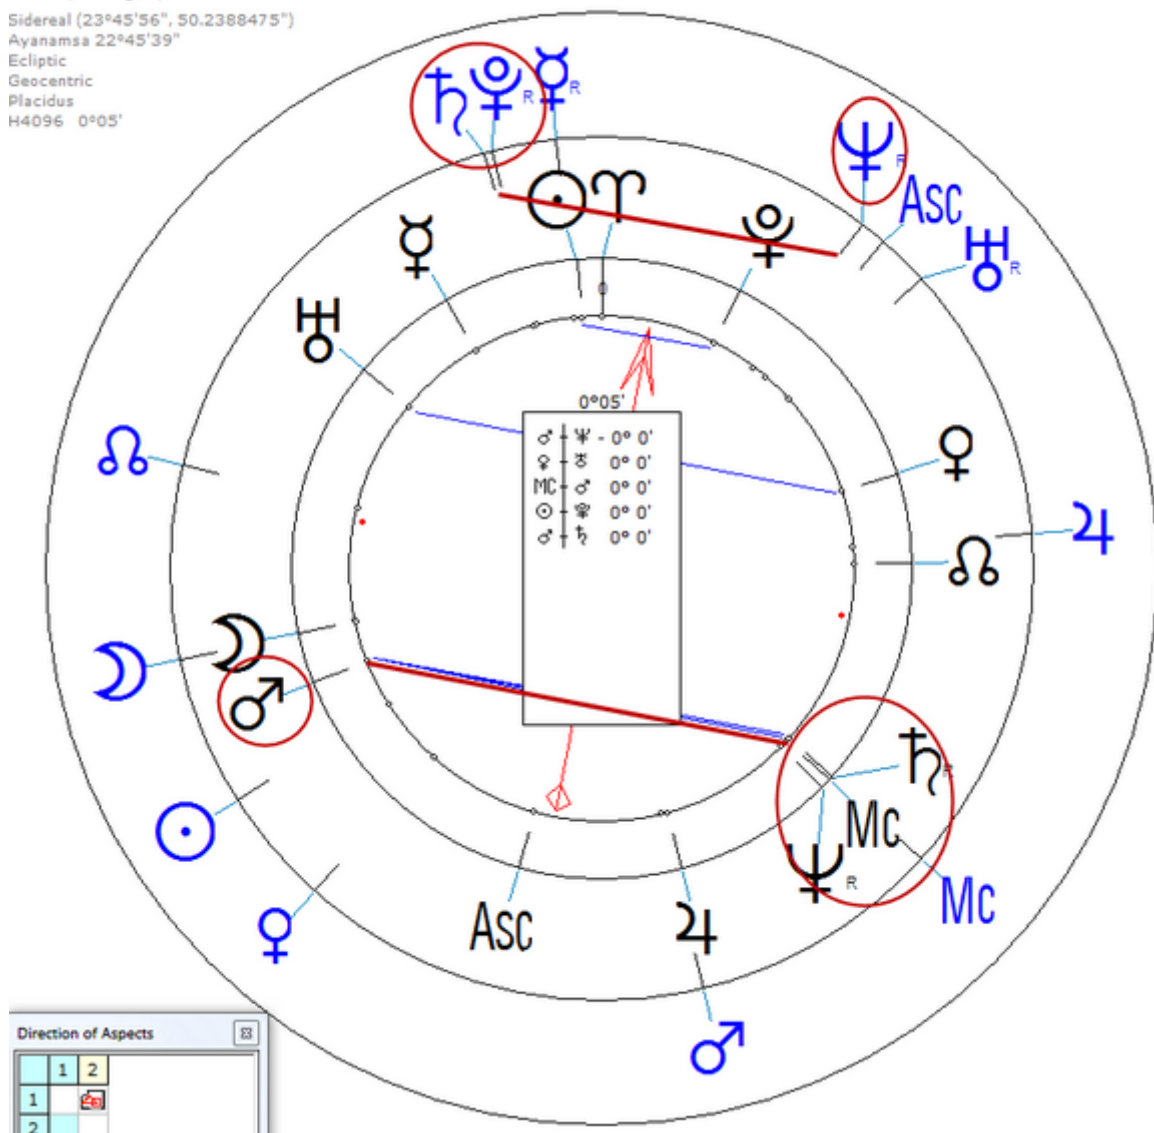 Sidereal (23°45'56", 50.2388475")
Ayanamsa 22°45'39"
Ecliptic
Geocentric
Placidus
H4096 0°05'
♄ ♇ R ☿ R
♆ R
Asc
♅ R
☉ ♈
♇
☿
0
♅
0°05'
♂ ♆ - 0° 0'
♀ ♅ 0° 0'
MC ♂ 0° 0'
☉ ♇ 0° 0'
♂ ♄ 0° 0'
☊
♀
♃
☊
☽
☽
♂
♄ R
☉
Mc
♆ R
Mc
♀
Asc
♃
♂
Direction of Aspects
1 2
1
2